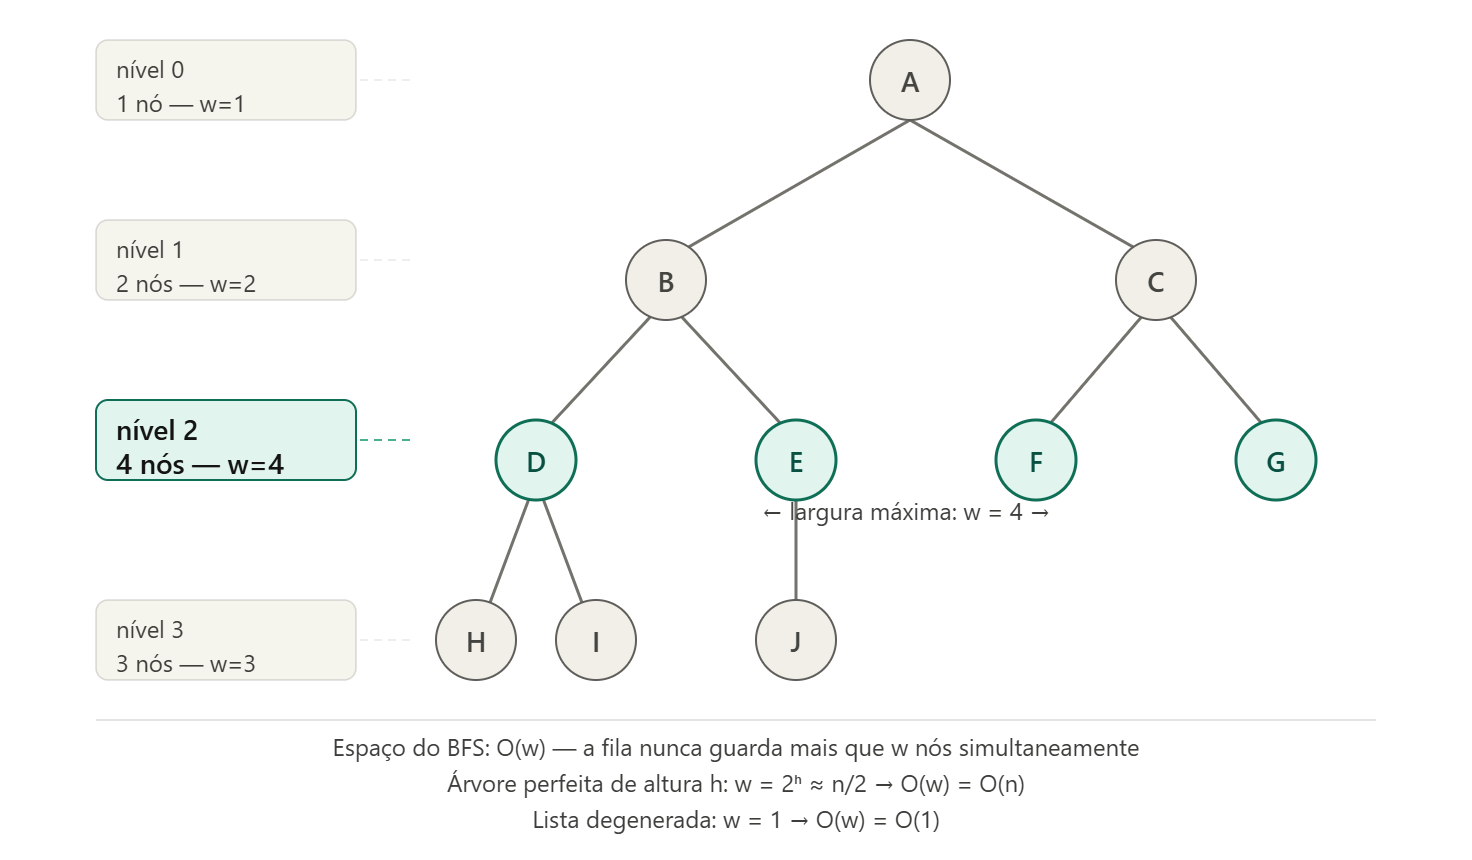 nível 0
1 nó — w=1
A
nível 1
2 nós — w=2
B
C
nível 2
4 nós — w=4
D
E
F
G
← largura máxima: w = 4 →
nível 3
3 nós — w=3
H
I
J
Espaço do BFS: O(w) — a fila nunca guarda mais que w nós simultaneamente
Árvore perfeita de altura h: w = 2ʰ ≈ n/2 → O(w) = O(n)
Lista degenerada: w = 1 → O(w) = O(1)